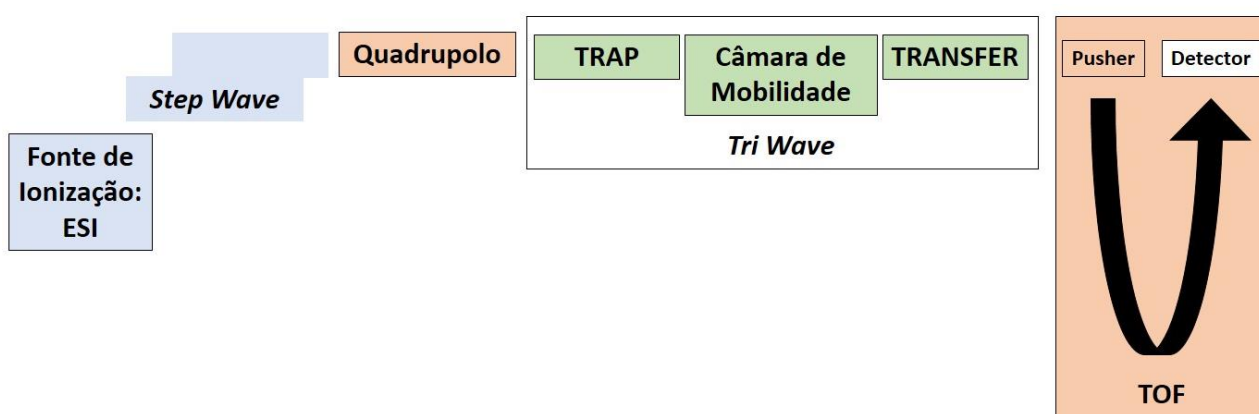 Fonte de
Ionização:
ESI
Step Wave
Quadrupolo
TRAP
Câmara de
Mobilidade
TRANSFER
Tri Wave
Pusher
Detector
TOF